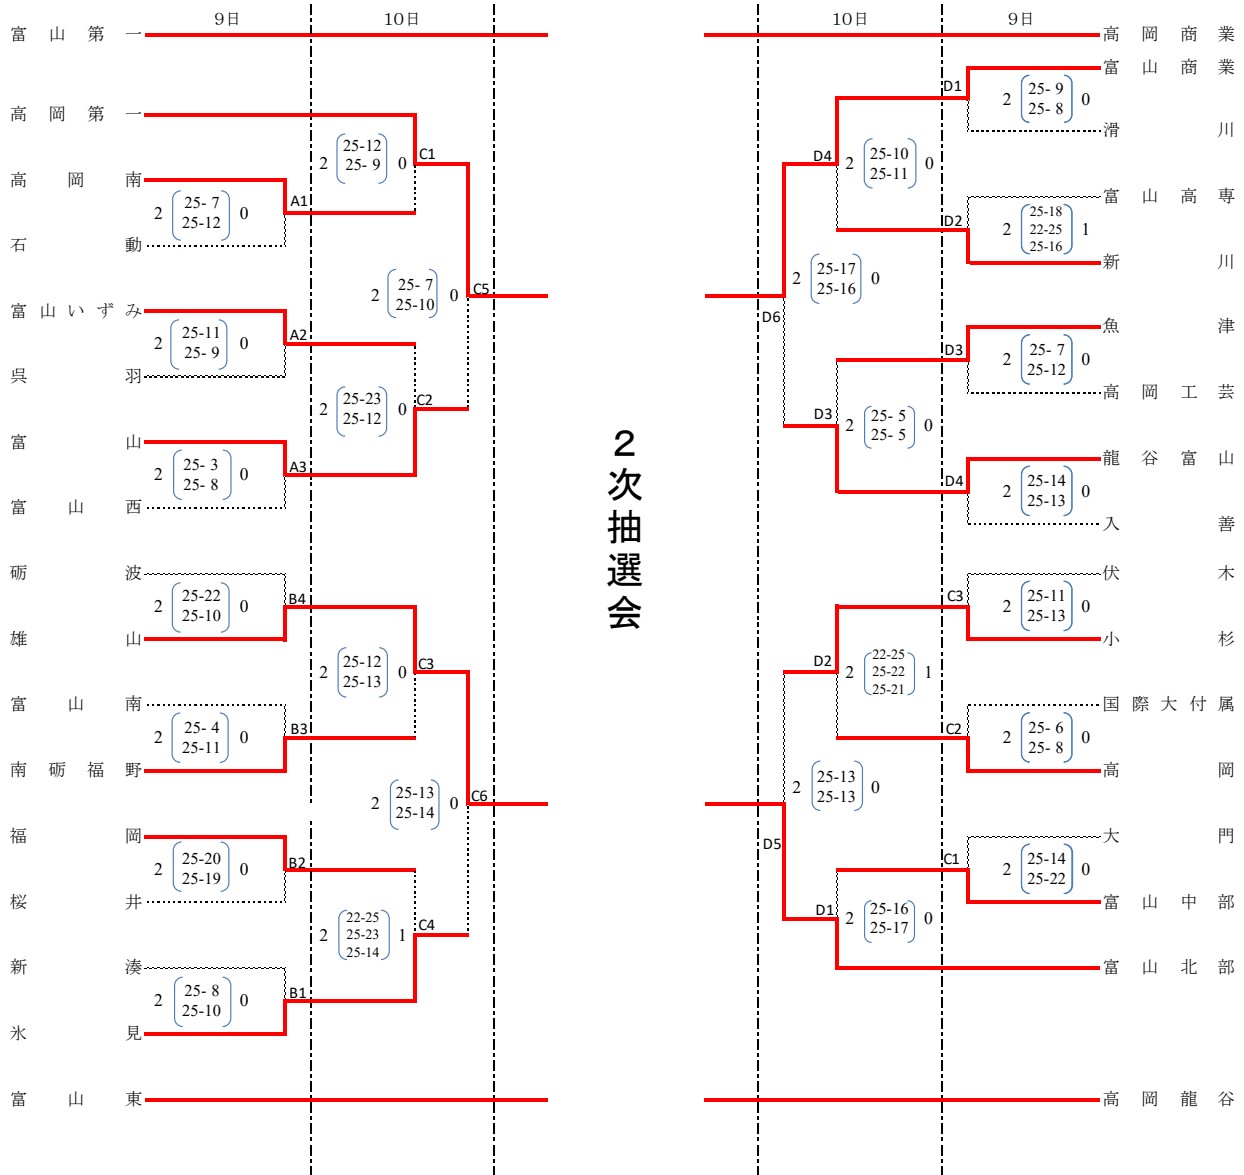 9日
10日
10日
9日
富山第一
高岡第一
2 25-12 25- 9 0
C1
高岡南
2 25- 7 25-12 0
A1
石動
2 25- 7 25-10 0
C5
富山いずみ
2 25-11 25- 9 0
A2
呉羽
2 25-23 25-12 0
C2
富山
2 25- 3 25- 8 0
A3
富山西
砺波
2 25-22 25-10 0
B4
雄山
2 25-12 25-13 0
C3
富山南
2 25- 4 25-11 0
B3
南砺福野
2 25-13 25-14 0
C6
福岡
2 25-20 25-19 0
B2
桜井
2 22-25 25-23 25-14 1
C4
新湊
2 25- 8 25-10 0
B1
氷見
富山東
2次抽選会
高岡商業
富山商業
D1
2 25- 9 25- 8 0
滑川
D4
2 25-10 25-11 0
富山高専
D2
2 25-18 22-25 25-16 1
新川
D6
2 25-17 25-16 0
魚津
D3
2 25- 7 25-12 0
高岡工芸
D3
2 25- 5 25- 5 0
龍谷富山
D4
2 25-14 25-13 0
入善
伏木
C3
2 25-11 25-13 0
小杉
D2
2 22-25 25-22 25-21 1
国際大付属
C2
2 25- 6 25- 8 0
高岡
D5
2 25-13 25-13 0
大門
C1
2 25-14 25-22 0
富山中部
D1
2 25-16 25-17 0
富山北部
高岡龍谷